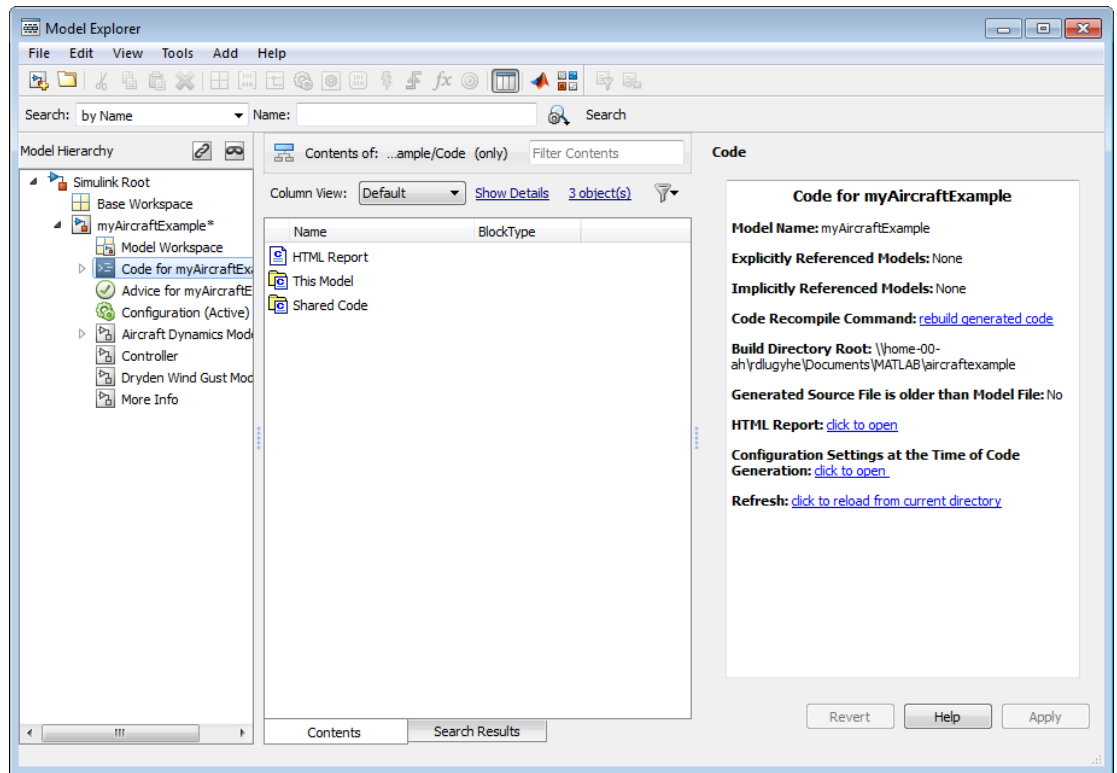 Model Explorer
File Edit View Tools Add Help
fx
Search: by Name Name: Search
Model Hierarchy
Simulink Root
Base Workspace
myAircraftExample*
Model Workspace
Code for myAircraftExa
Advice for myAircraftE
Configuration (Active)
Aircraft Dynamics Mode
Controller
Dryden Wind Gust Mod
More Info
Contents of: ...ample/Code (only) Filter Contents
Column View: Default Show Details 3 object(s)
Name BlockType
HTML Report
This Model
Shared Code
Contents Search Results
Code
Code for myAircraftExample
Model Name: myAircraftExample
Explicitly Referenced Models: None
Implicitly Referenced Models: None
Code Recompile Command: rebuild generated code
Build Directory Root: \\home-00-
ah\rdlugyhe\Documents\MATLAB\aircraftexample
Generated Source File is older than Model File: No
HTML Report: click to open
Configuration Settings at the Time of Code
Generation: click to open
Refresh: click to reload from current directory
Revert Help Apply